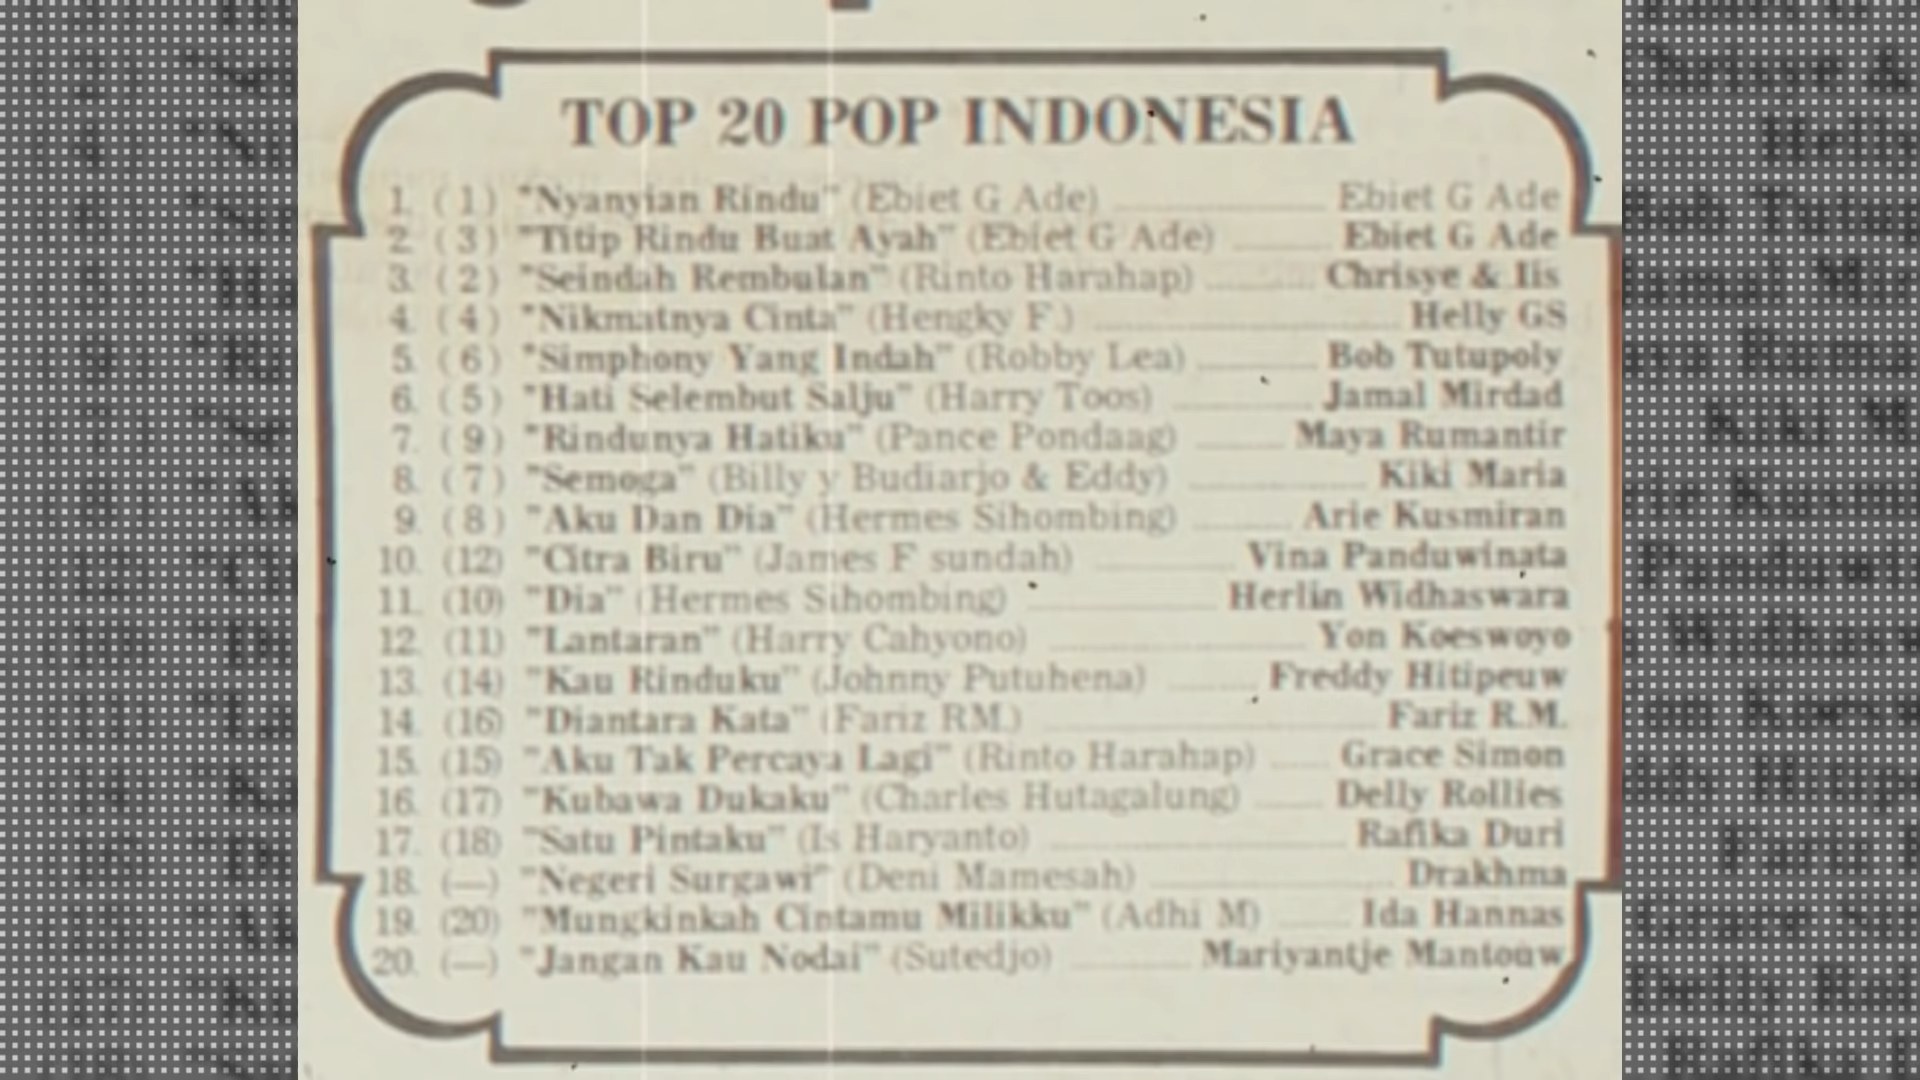 TOP 20 POP INDONESIA
1. (1) "Nyanyian Rindu" (Ebiet G Ade) Ebiet G Ade
2. (3) "Titip Rindu Buat Ayah" (Ebiet G Ade) Ebiet G Ade
3. (2) "Seindah Rembulan" (Rinto Harahap) Chrisye & Iis
4. (4) "Nikmatnya Cinta" (Hengky F.) Helly GS
5. (6) "Simphony Yang Indah" (Robby Lea) Bob Tutupoly
6. (5) "Hati Selembut Salju" (Harry Toos) Jamal Mirdad
7. (9) "Rindunya Hatiku" (Pance Pondaag) Maya Rumantir
8. (7) "Semoga" (Billy y Budiarjo & Eddy) Kiki Maria
9. (8) "Aku Dan Dia" (Hermes Sihombing) Arie Kusmiran
10. (12) "Citra Biru" (James F sundah) Vina Panduwinata
11. (10) "Dia" (Hermes Sihombing) Herlin Widhaswara
12. (11) "Lantaran" (Harry Cahyono) Yon Koeswoyo
13. (14) "Kau Rinduku" (Johnny Putuhena) Freddy Hitipeuw
14. (16) "Diantara Kata" (Fariz RM.) Fariz R.M.
15. (15) "Aku Tak Percaya Lagi" (Rinto Harahap) Grace Simon
16. (17) "Kubawa Dukaku" (Charles Hutagalung) Delly Rollies
17. (18) "Satu Pintaku" (Is Haryanto) Rafika Duri
18. (—) "Negeri Surgawi" (Deni Mamesah) Drakhma
19. (20) "Mungkinkah Cintamu Milikku" (Adhi M) Ida Hannas
20. (—) "Jangan Kau Nodai" (Sutedjo) Mariyantje Mantouw